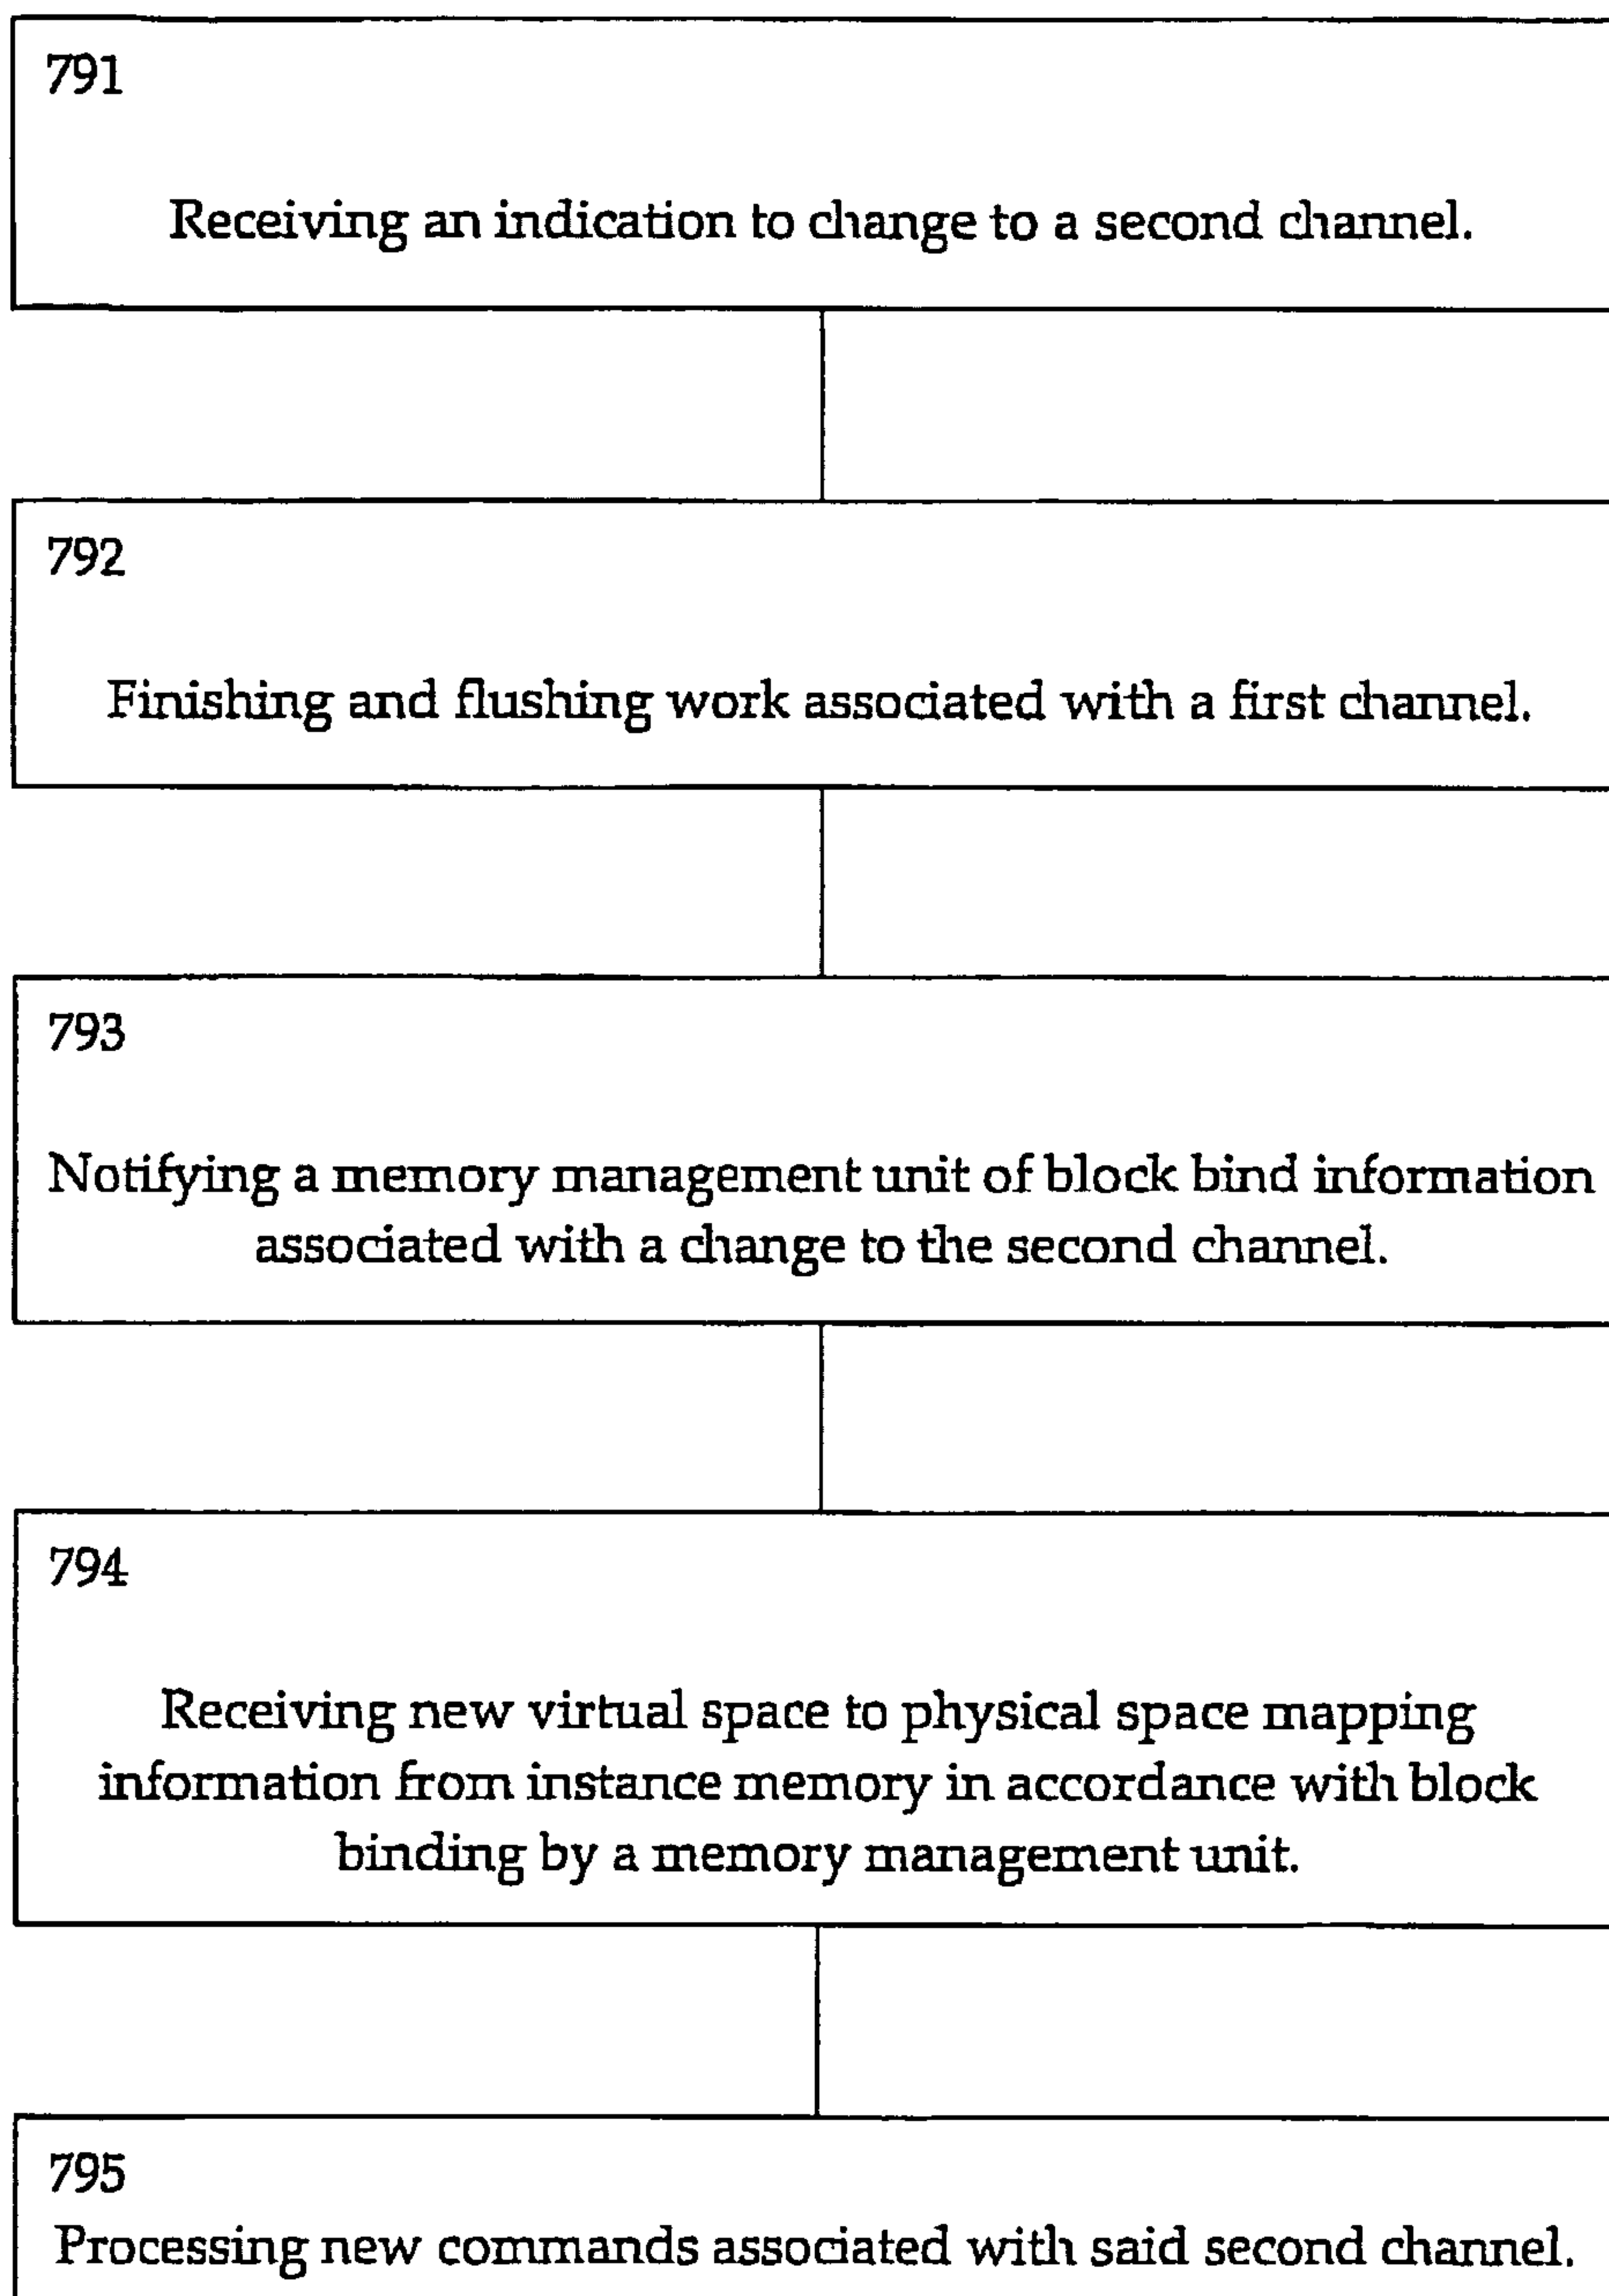 791
Receiving an indication to change to a second channel.
792
Finishing and flushing work associated with a first channel.
793
Notifying a memory management unit of block bind information
associated with a change to the second channel.
794
Receiving new virtual space to physical space mapping
information from instance memory in accordance with block
binding by a memory management unit.
795
Processing new commands associated with said second channel.